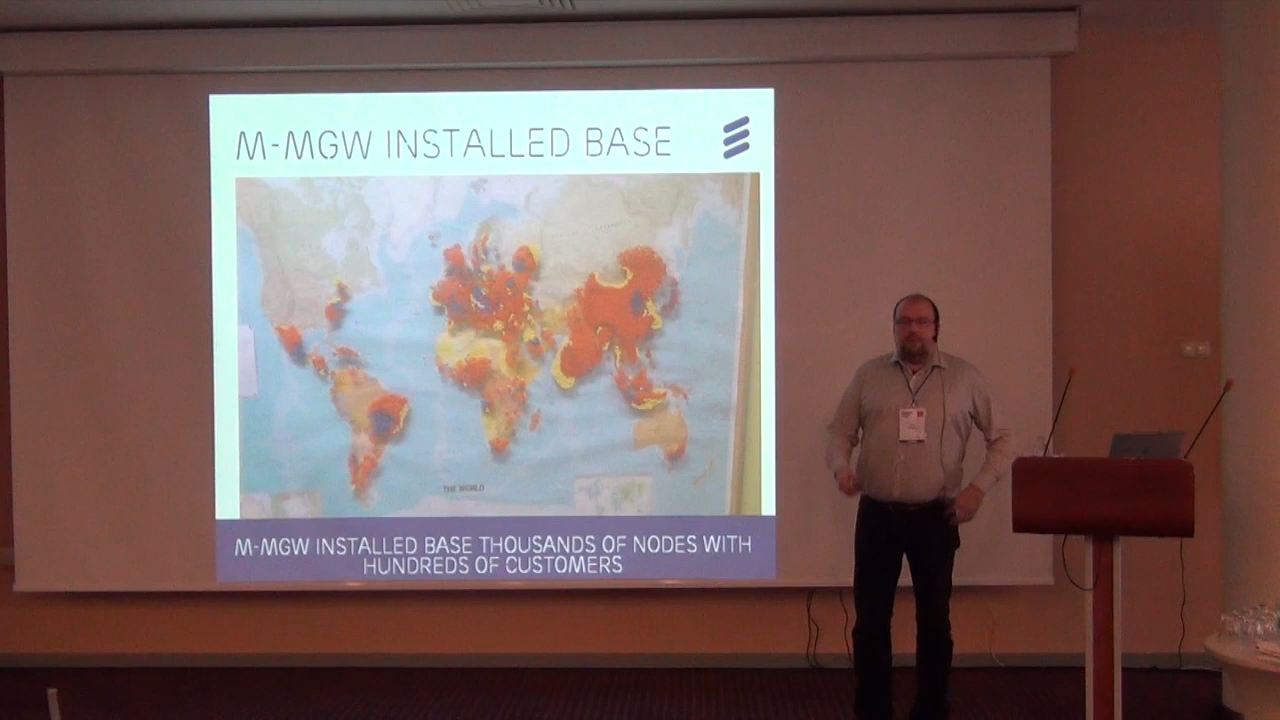 M-MGW INSTALLED BASE
THE WORLD
M-MGW INSTALLED BASE THOUSANDS OF NODES WITH
HUNDREDS OF CUSTOMERS